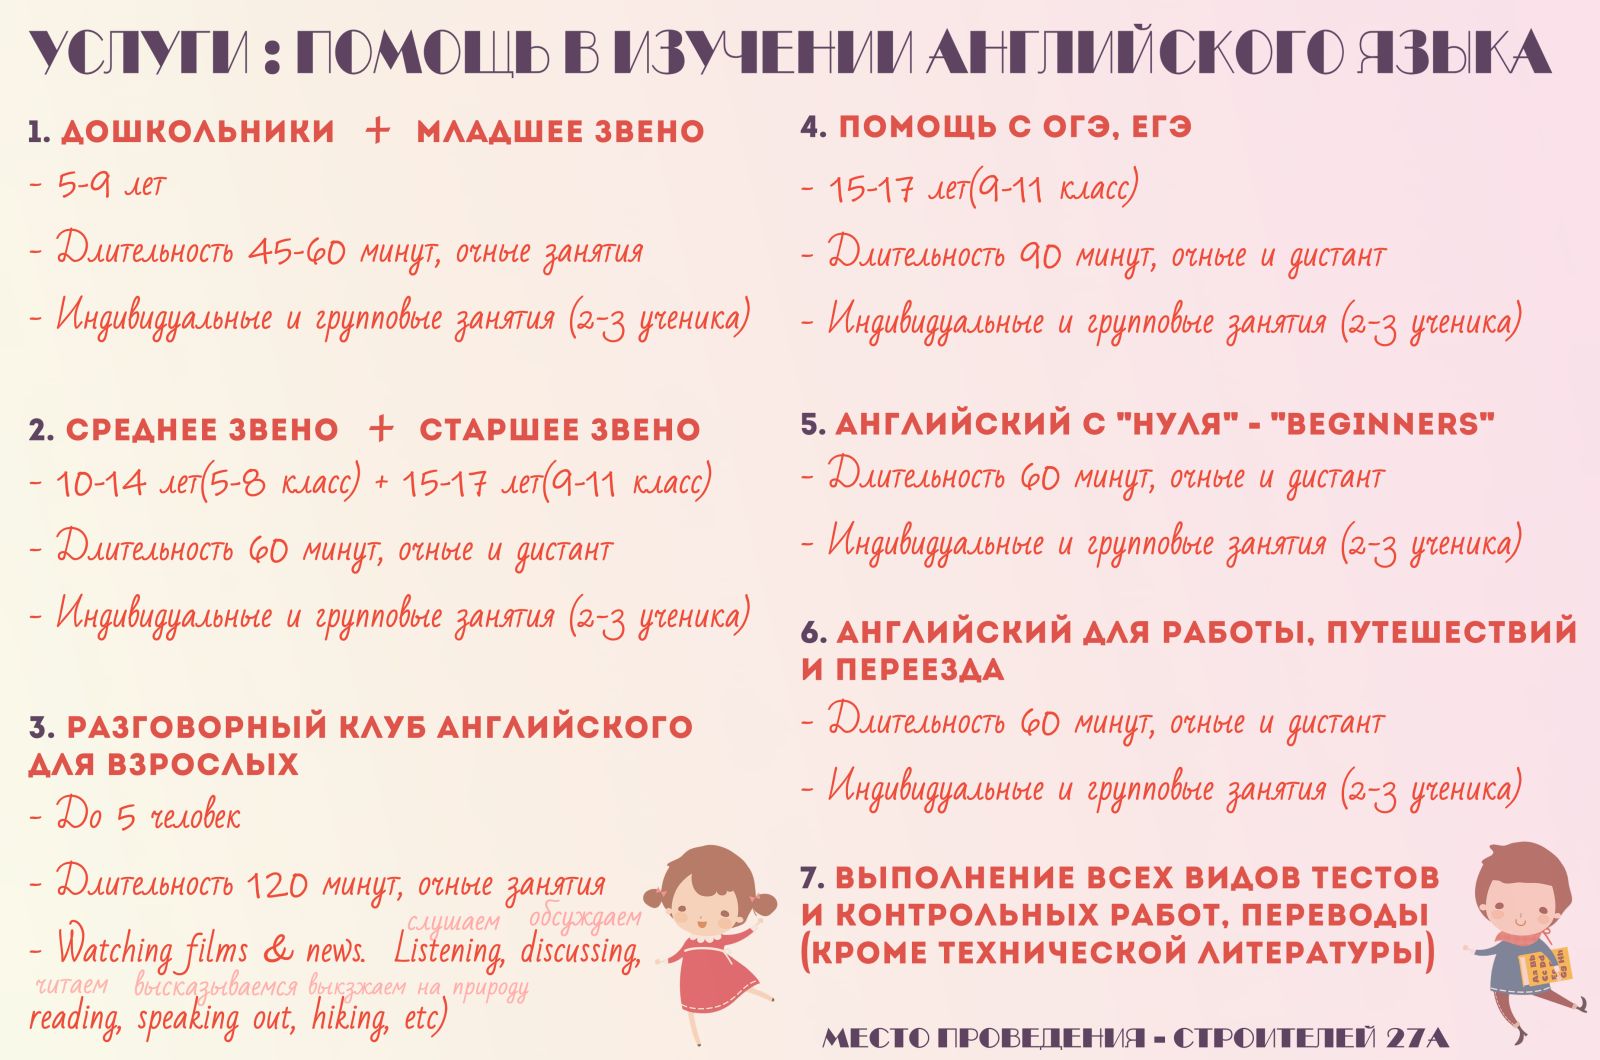 УСЛУГИ : ПОМОЩЬ В ИЗУЧЕНИИ АНГЛИЙСКОГО ЯЗЫКА
1. ДОШКОЛЬНИКИ + МЛАДШЕЕ ЗВЕНО
- 5-9 лет
- Длительность 45-60 минут, очные занятия
- Индивидуальные и групповые занятия (2-3 ученика)
2. СРЕДНЕЕ ЗВЕНО + СТАРШЕЕ ЗВЕНО
- 10-14 лет(5-8 класс) + 15-17 лет(9-11 класс)
- Длительность 60 минут, очные и дистант
- Индивидуальные и групповые занятия (2-3 ученика)
3. РАЗГОВОРНЫЙ КЛУБ АНГЛИЙСКОГО
ДЛЯ ВЗРОСЛЫХ
- До 5 человек
- Длительность 120 минут, очные занятия
слушаем обсуждаем
- Watching films & news. Listening, discussing,
читаем высказываемся выкзжаем на природу
reading, speaking out, hiking, etc)
4. ПОМОЩЬ С ОГЭ, ЕГЭ
- 15-17 лет(9-11 класс)
- Длительность 90 минут, очные и дистант
- Индивидуальные и групповые занятия (2-3 ученика)
5. АНГЛИЙСКИЙ С "НУЛЯ" - "BEGINNERS"
- Длительность 60 минут, очные и дистант
- Индивидуальные и групповые занятия (2-3 ученика)
6. АНГЛИЙСКИЙ ДЛЯ РАБОТЫ, ПУТЕШЕСТВИЙ
И ПЕРЕЕЗДА
- Длительность 60 минут, очные и дистант
- Индивидуальные и групповые занятия (2-3 ученика)
7. ВЫПОЛНЕНИЕ ВСЕХ ВИДОВ ТЕСТОВ
И КОНТРОЛЬНЫХ РАБОТ, ПЕРЕВОДЫ
(КРОМЕ ТЕХНИЧЕСКОЙ ЛИТЕРАТУРЫ)
МЕСТО ПРОВЕДЕНИЯ - СТРОИТЕЛЕЙ 27А